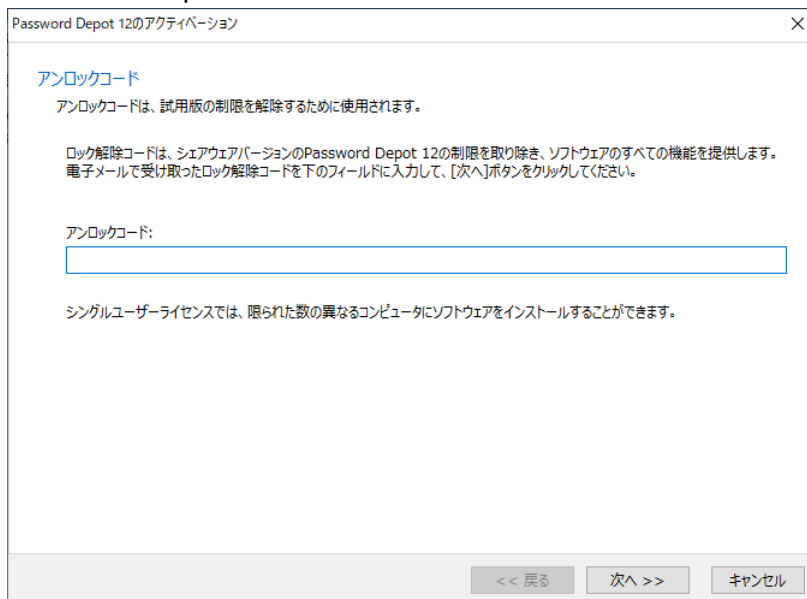 Password Depot 12のアクティベーション
アンロックコード
アンロックコードは、試用版の制限を解除するために使用されます。
ロック解除コードは、シェアウェアバージョンのPassword Depot 12の制限を取り除き、ソフトウェアのすべての機能を提供します。
電子メールで受け取ったロック解除コードを下のフィールドに入力して、[次へ]ボタンをクリックしてください。
アンロックコード:
シングルユーザーライセンスでは、限られた数の異なるコンピュータにソフトウェアをインストールすることができます。
<< 戻る 次へ >> キャンセル